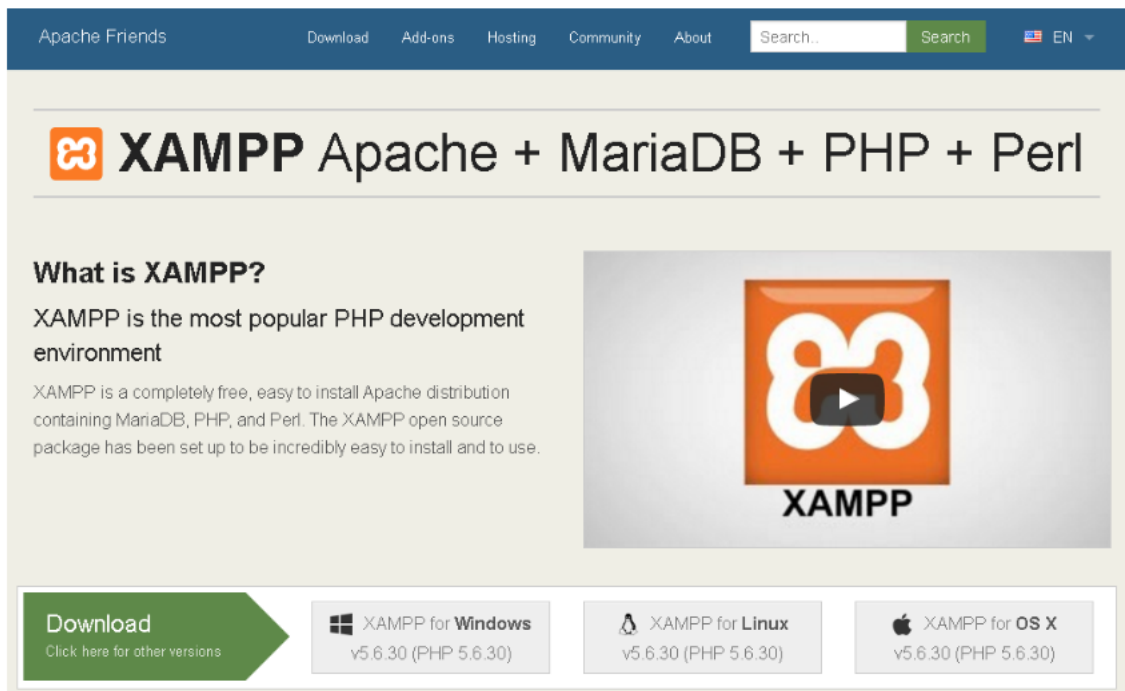 Apache Friends Download Add-ons Hosting Community About Search.. Search EN
XAMPP Apache + MariaDB + PHP + Perl
What is XAMPP?
XAMPP is the most popular PHP development
environment
XAMPP is a completely free, easy to install Apache distribution
containing MariaDB, PHP, and Perl. The XAMPP open source
package has been set up to be incredibly easy to install and to use.
XAMPP
Download
Click here for other versions
XAMPP for Windows
v5.6.30 (PHP 5.6.30)
XAMPP for Linux
v5.6.30 (PHP 5.6.30)
XAMPP for OS X
v5.6.30 (PHP 5.6.30)